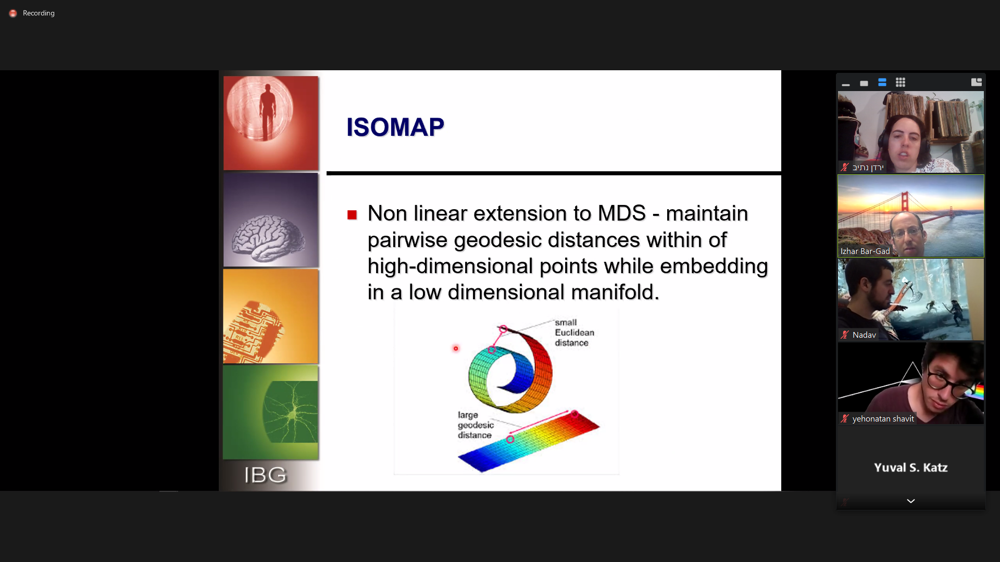 Recording
ISOMAP
Non linear extension to MDS - maintain
pairwise geodesic distances within of
high-dimensional points while embedding
in a low dimensional manifold.
small
Euclidean
distance
large
geodesic
distance
IBG
ירדן נתיב
Izhar Bar-Gad
Nadav
yehonatan shavit
Yuval S. Katz